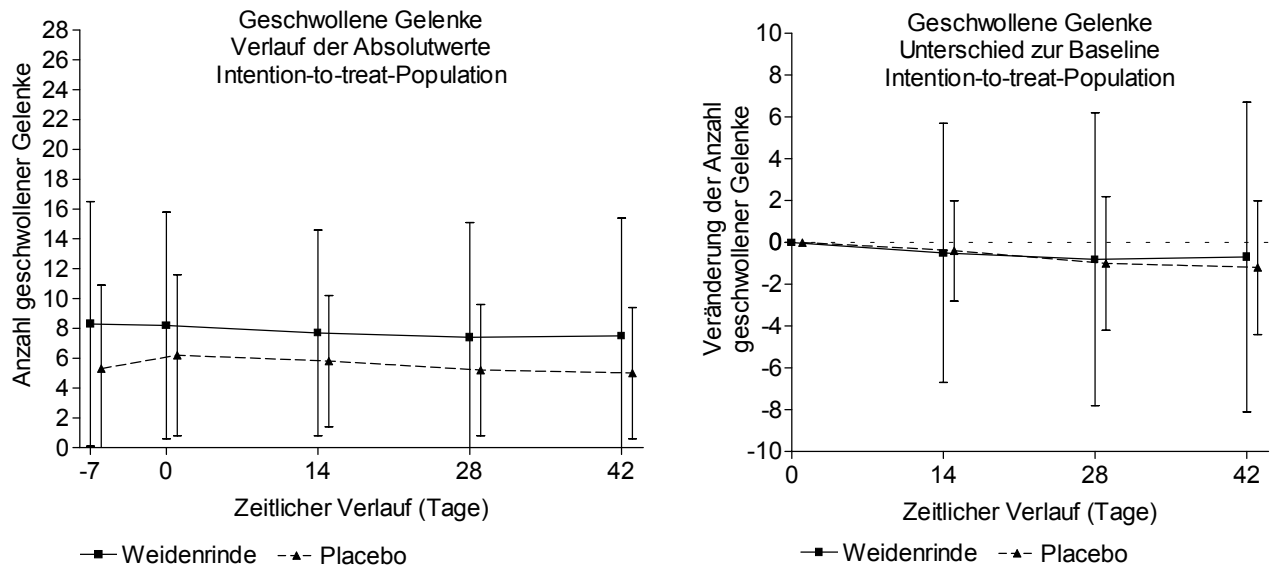 Geschwollene Gelenke
Verlauf der Absolutwerte
Intention-to-treat-Population
Anzahl geschwollener Gelenke
28
26
24
22
20
18
16
14
12
10
8
6
4
2
0
-7 0 14 28 42
Zeitlicher Verlauf (Tage)
Weidenrinde Placebo
Geschwollene Gelenke
Unterschied zur Baseline
Intention-to-treat-Population
Veränderung der Anzahl
geschwollener Gelenke
10
8
6
4
2
0
-2
-4
-6
-8
-10
0 14 28 42
Zeitlicher Verlauf (Tage)
Weidenrinde Placebo